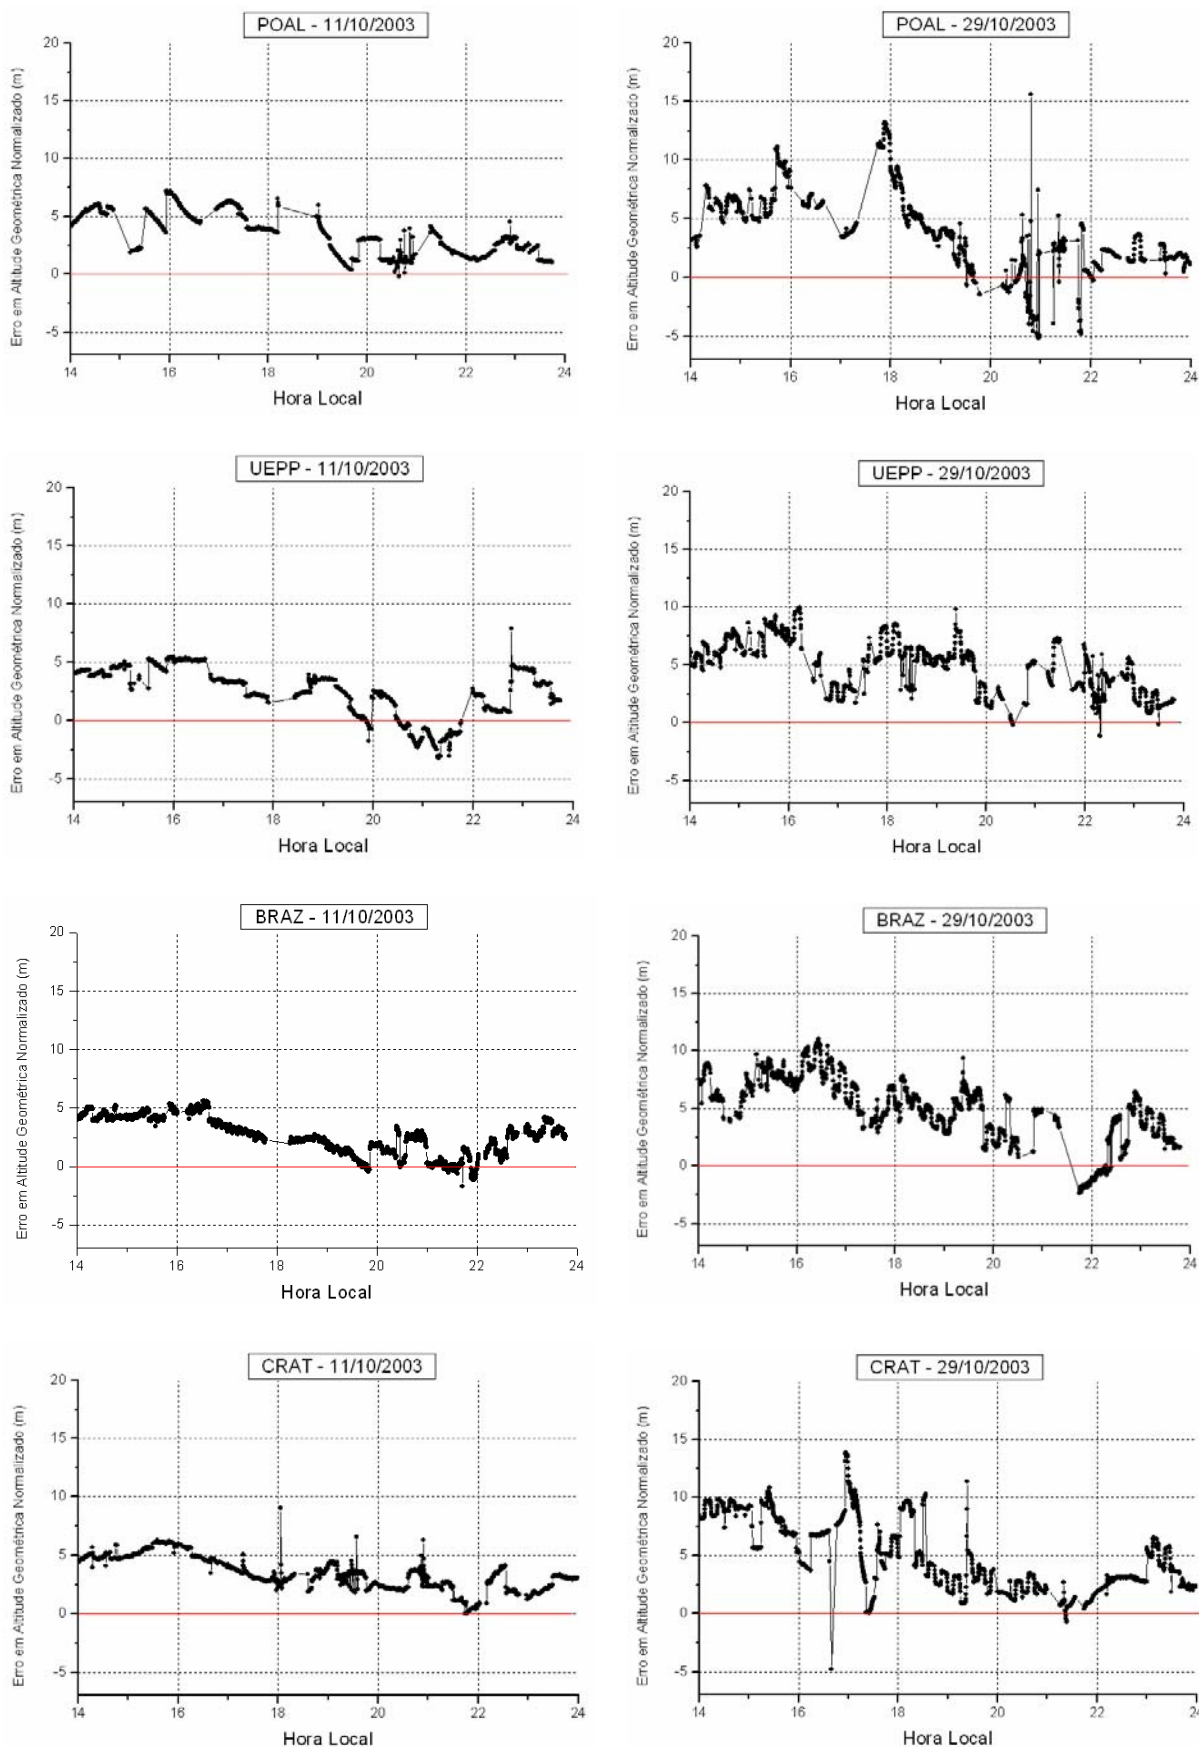 POAL - 11/10/2003
Erro em Altitude Geométrica Normalizado (m)
20
15
10
5
0
-5
14 16 18 20 22 24
Hora Local
POAL - 29/10/2003
Erro em Altitude Geométrica Normalizado (m)
20
15
10
5
0
-5
14 16 18 20 22 24
Hora Local
UEPP - 11/10/2003
Erro em Altitude Geométrica Normalizado (m)
20
15
10
5
0
-5
14 16 18 20 22 24
Hora Local
UEPP - 29/10/2003
Erro em Altitude Geométrica Normalizado (m)
20
15
10
5
0
-5
14 16 18 20 22 24
Hora Local
BRAZ - 11/10/2003
Erro em Altitude Geométrica Normalizado (m)
20
15
10
5
0
-5
14 16 18 20 22 24
Hora Local
BRAZ - 29/10/2003
Erro em Altitude Geométrica Normalizado (m)
20
15
10
5
0
-5
14 16 18 20 22 24
Hora Local
CRAT - 11/10/2003
Erro em Altitude Geométrica Normalizado (m)
20
15
10
5
0
-5
14 16 18 20 22 24
Hora Local
CRAT - 29/10/2003
Erro em Altitude Geométrica Normalizado (m)
20
15
10
5
0
-5
14 16 18 20 22 24
Hora Local